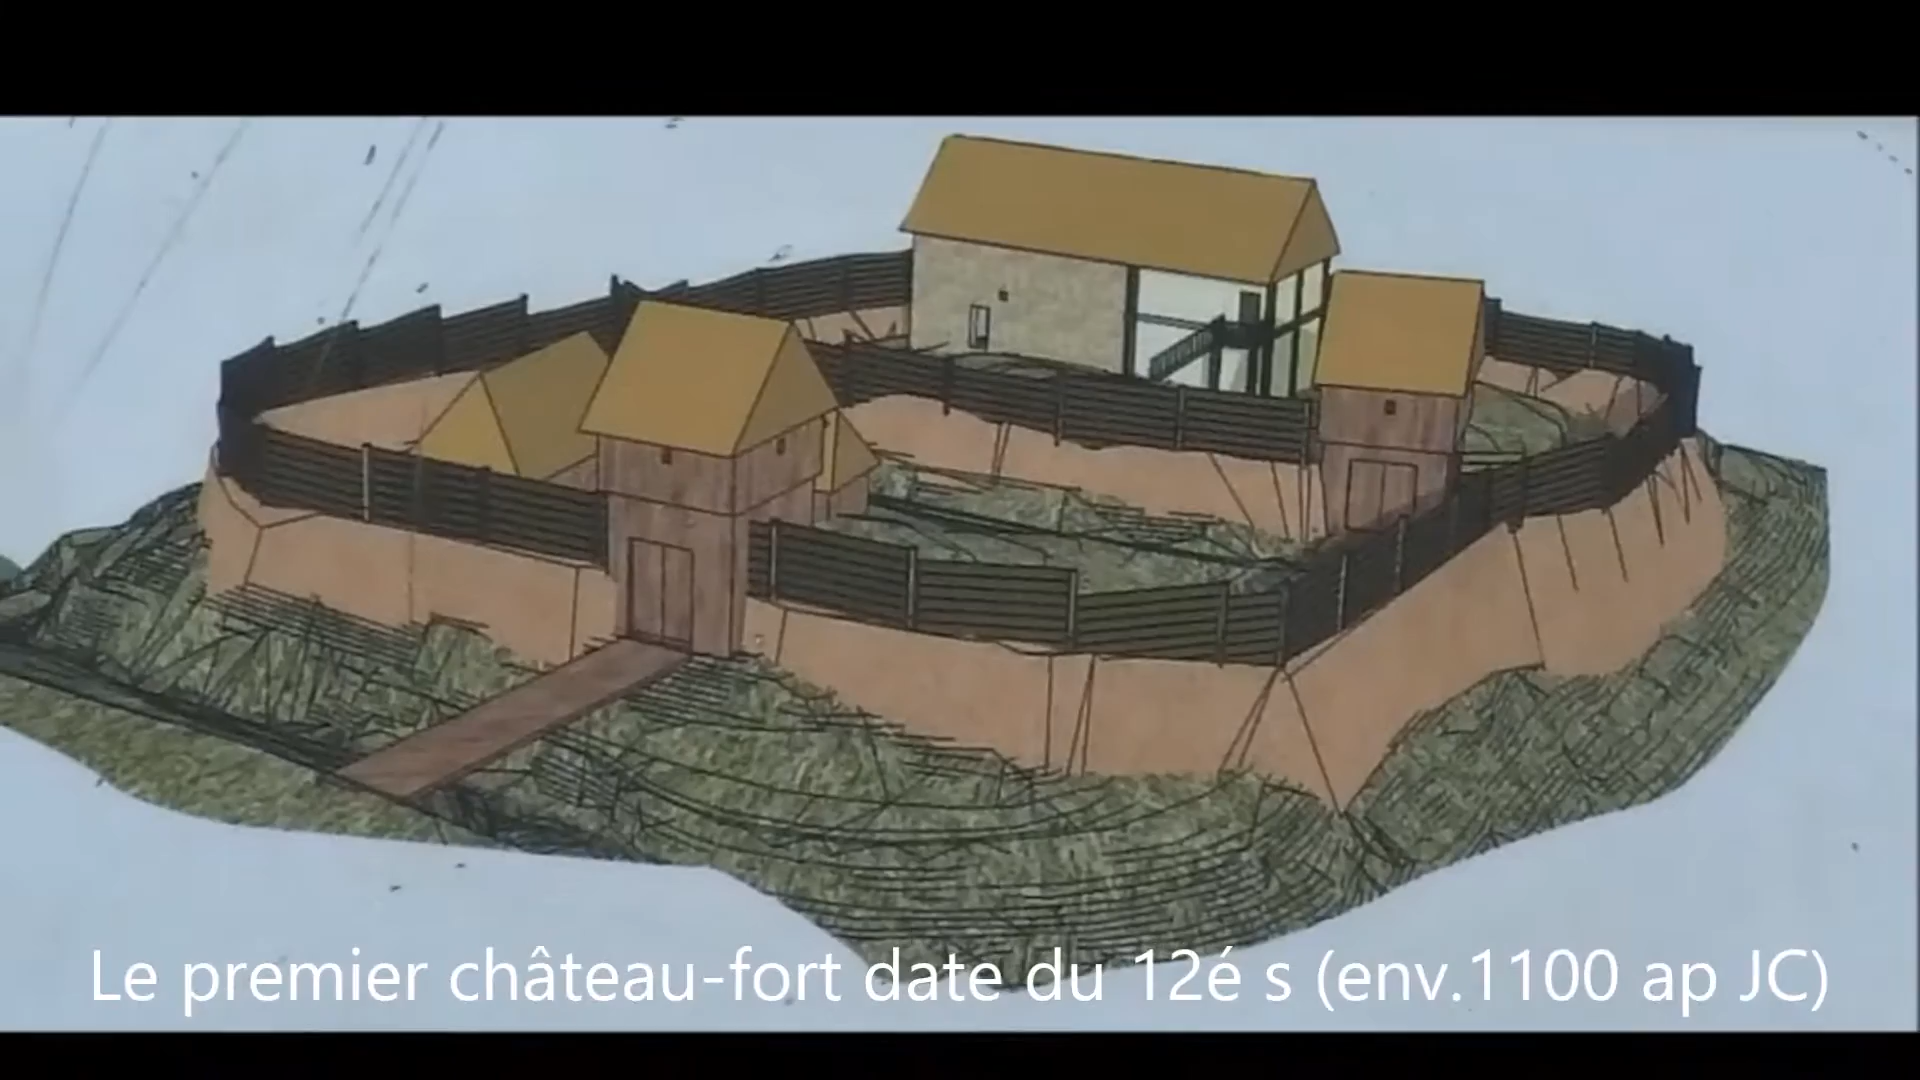 Le premier château-fort date du 12é s (env.1100 ap JC)